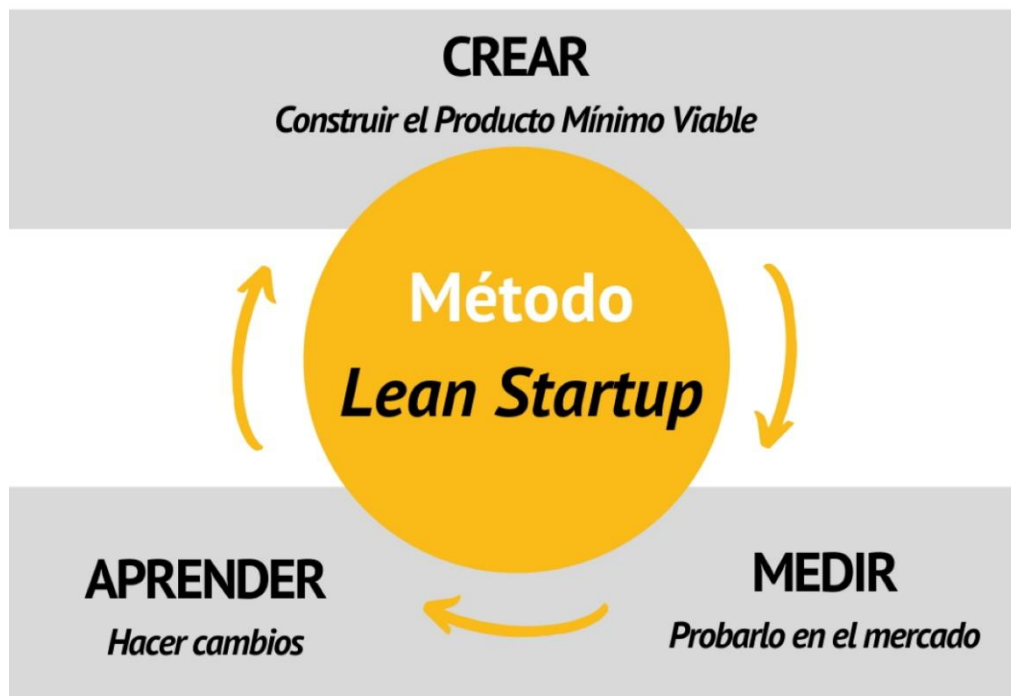 CREAR
Construir el Producto Mínimo Viable
Método
Lean Startup
APRENDER
Hacer cambios
MEDIR
Probarlo en el mercado